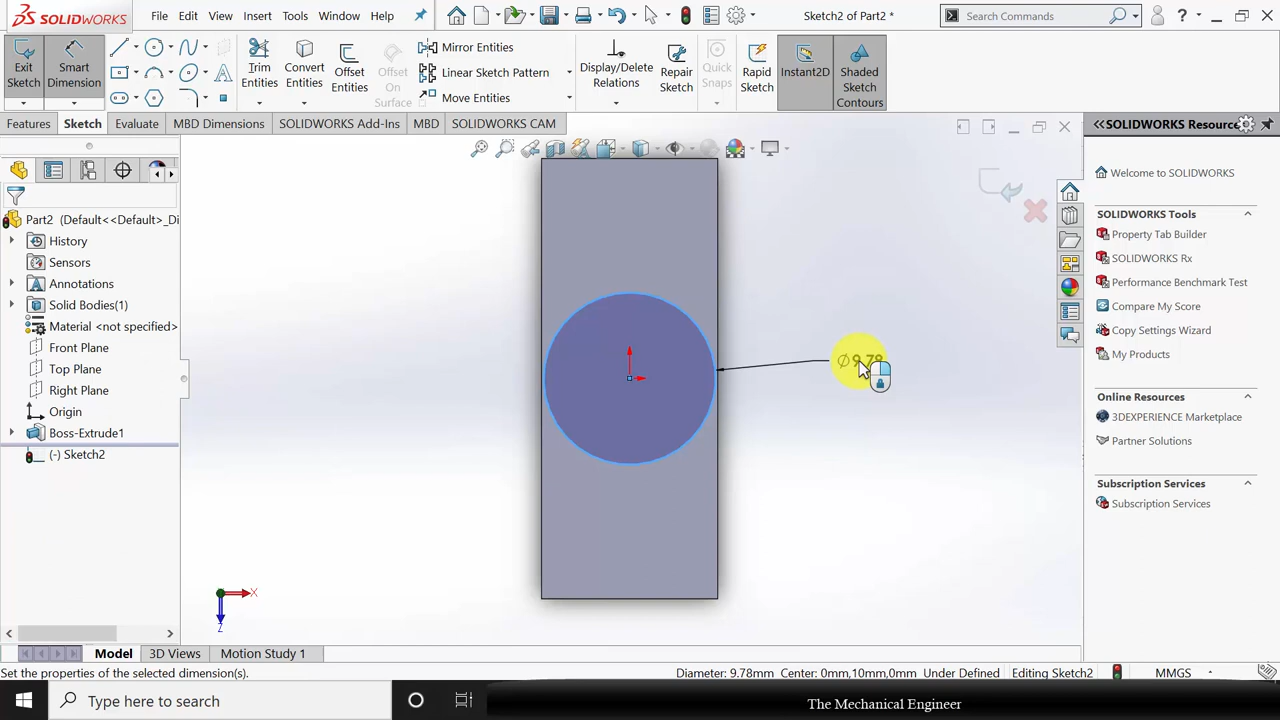 SOLIDWORKS
File Edit View Insert Tools Window Help
Sketch2 of Part2 *
Search Commands
Exit Sketch
Smart Dimension
Trim Entities
Convert Entities
Offset Entities
Offset On Surface
Mirror Entities
Linear Sketch Pattern
Move Entities
Display/Delete Relations
Repair Sketch
Quick Snaps
Rapid Sketch
Instant2D
Shaded Sketch Contours
Features Sketch Evaluate MBD Dimensions SOLIDWORKS Add-Ins MBD SOLIDWORKS CAM
SOLIDWORKS Resource
Part2 (Default<<Default>_Di
History
Sensors
Annotations
Solid Bodies(1)
Material <not specified>
Front Plane
Top Plane
Right Plane
Origin
Boss-Extrude1
(-) Sketch2
∅9.78
X
Z
Welcome to SOLIDWORKS
SOLIDWORKS Tools
Property Tab Builder
SOLIDWORKS Rx
Performance Benchmark Test
Compare My Score
Copy Settings Wizard
My Products
Online Resources
3DEXPERIENCE Marketplace
Partner Solutions
Subscription Services
Subscription Services
Model 3D Views Motion Study 1
Set the properties of the selected dimension(s).
Diameter: 9.78mm Center: 0mm,10mm,0mm Under Defined Editing Sketch2 MMGS
Type here to search
The Mechanical Engineer